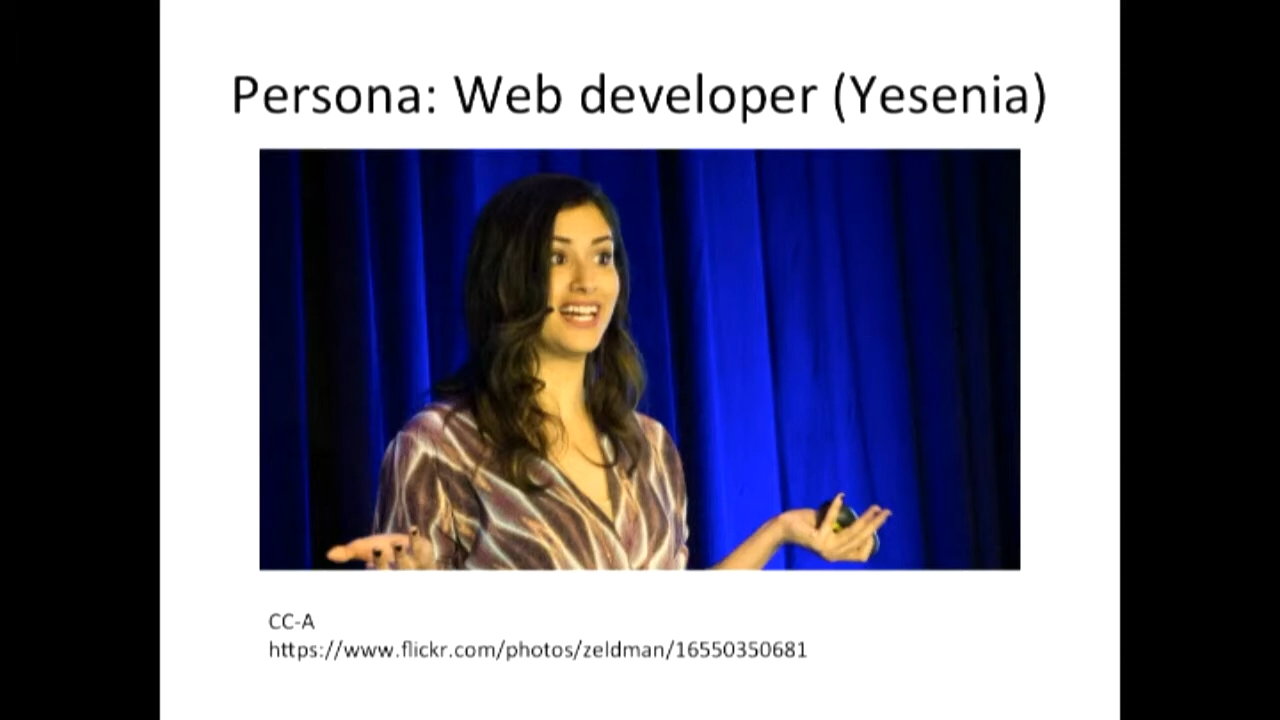 Persona: Web developer (Yesenia)
CC-A
https://www.flickr.com/photos/zeldman/16550350681